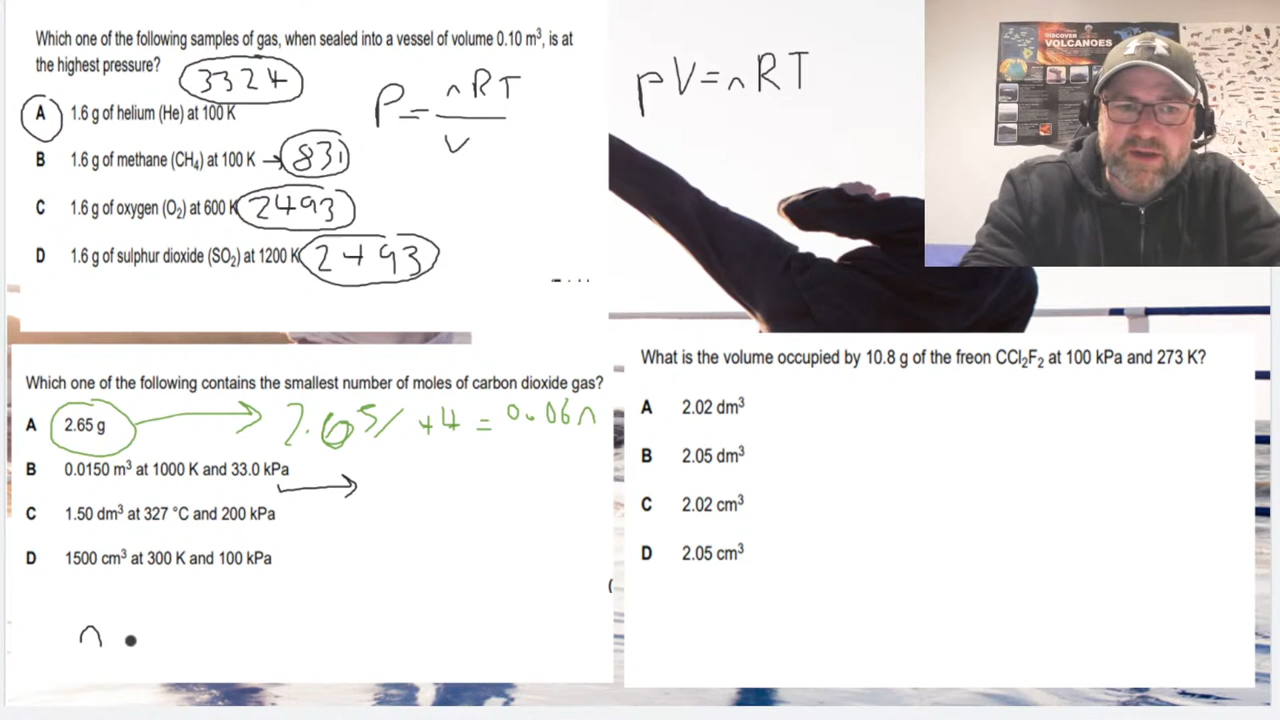 Which one of the following samples of gas, when sealed into a vessel of volume 0.10 m³, is at
the highest pressure?
3324
A 1.6 g of helium (He) at 100 K
B 1.6 g of methane (CH₄) at 100 K → 831
C 1.6 g of oxygen (O₂) at 600 K 2493
D 1.6 g of sulphur dioxide (SO₂) at 1200 K 2493
P = nRT / V
pV = nRT
DISCOVER
VOLCANOES
Which one of the following contains the smallest number of moles of carbon dioxide gas?
A 2.65 g → 2.65 / 44 = 0.06n
B 0.0150 m³ at 1000 K and 33.0 kPa →
C 1.50 dm³ at 327 °C and 200 kPa
D 1500 cm³ at 300 K and 100 kPa
n
What is the volume occupied by 10.8 g of the freon CCl₂F₂ at 100 kPa and 273 K?
A 2.02 dm³
B 2.05 dm³
C 2.02 cm³
D 2.05 cm³